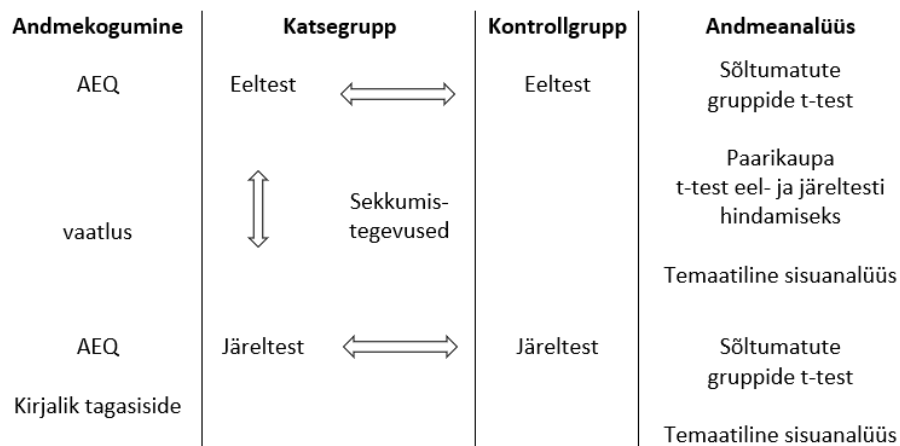 Andmekogumine Katsegrupp Kontrollgrupp Andmeanalüüs
AEQ Eeltest Eeltest Sõltumatute
gruppide t-test
Paarikaupa
t-test eel- ja järeltesti
hindamiseks
Sekkumis-
tegevused
vaatlus
Temaatiline sisuanalüüs
AEQ Järeltest Järeltest Sõltumatute
gruppide t-test
Kirjalik tagasiside
Temaatiline sisuanalüüs